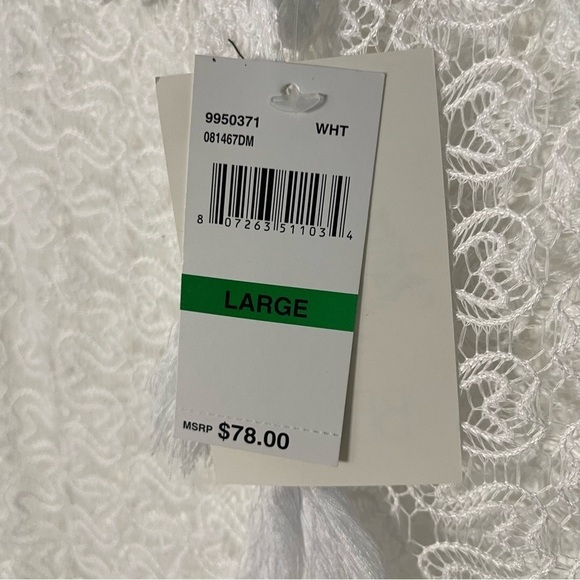 9950371 WHT
081467DM
8 07263 51103 4
LARGE
MSRP $78.00